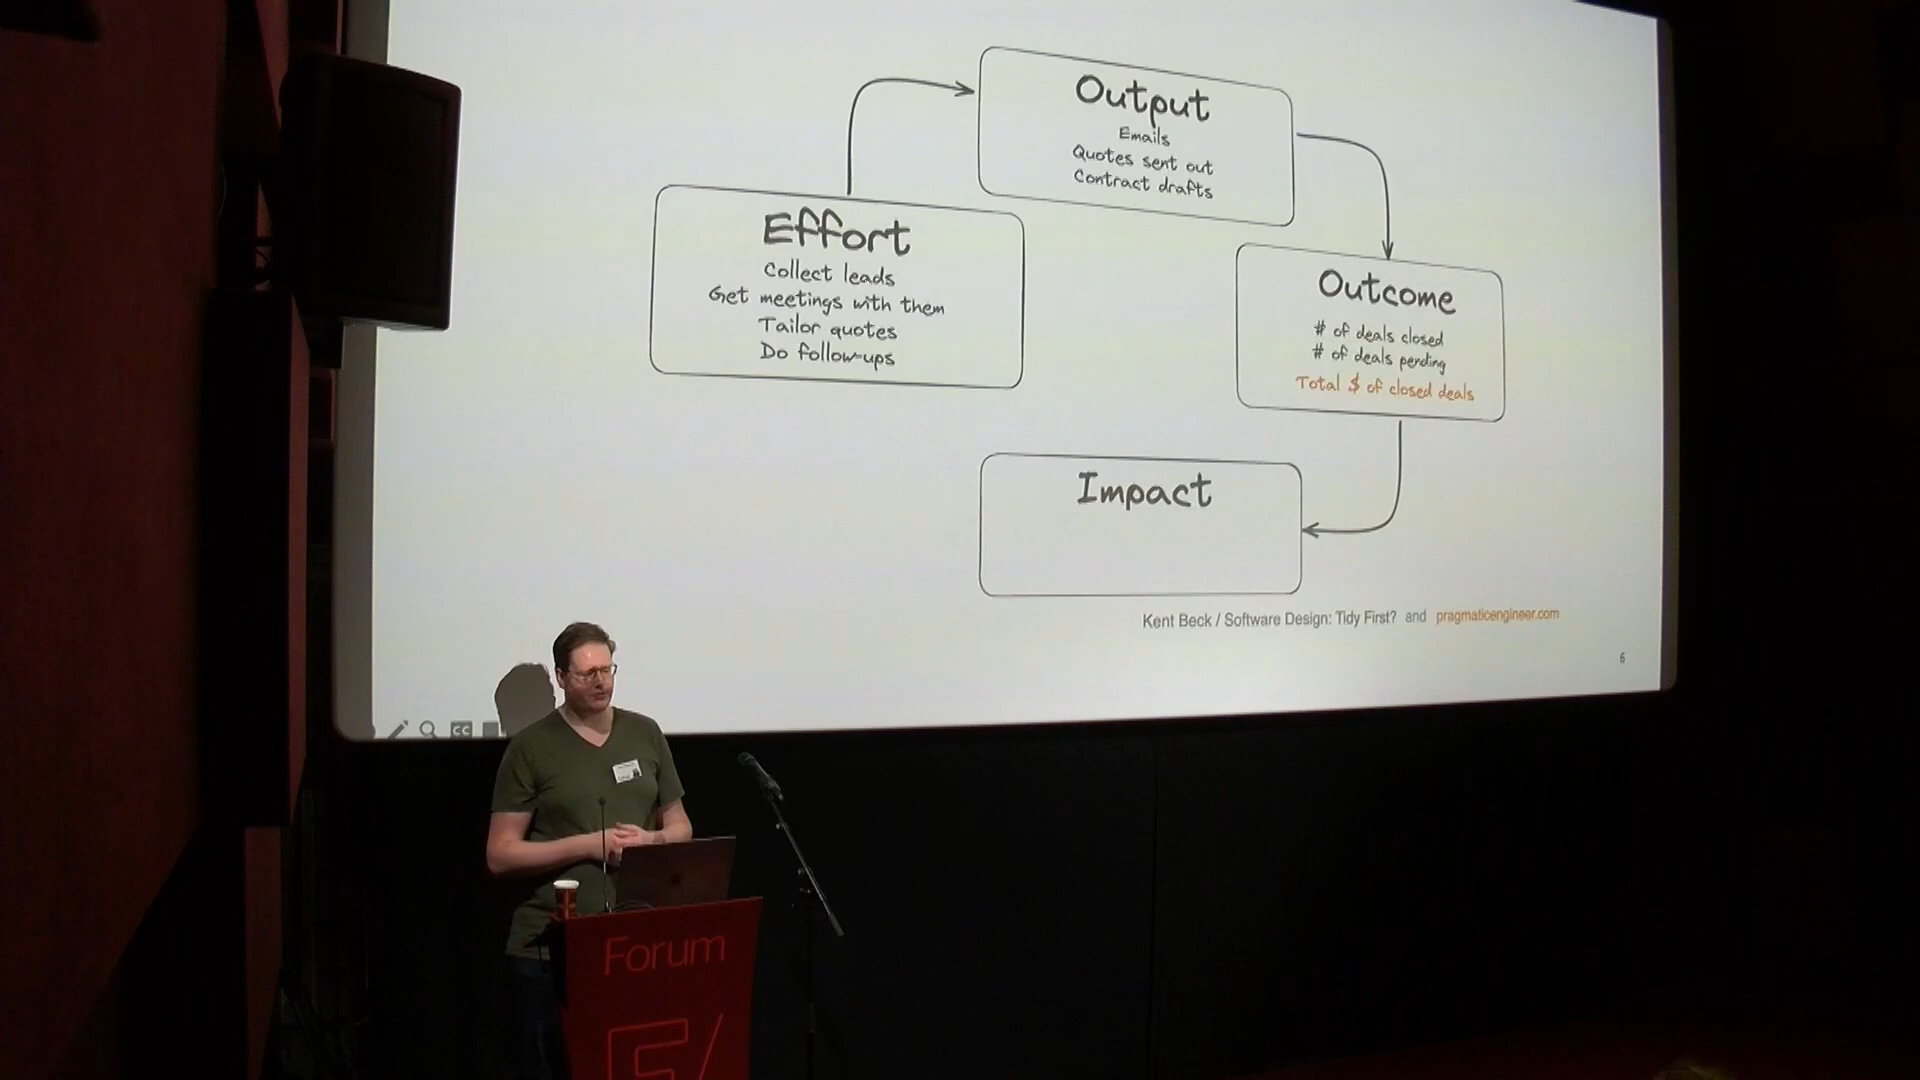 Output
Emails
Quotes sent out
Contract drafts
Effort
Collect leads
Get meetings with them
Tailor quotes
Do follow-ups
Outcome
# of deals closed
# of deals pending
Total $ of closed deals
Impact
Kent Beck / Software Design: Tidy First? and pragmaticengineer.com
6
CC
Forum